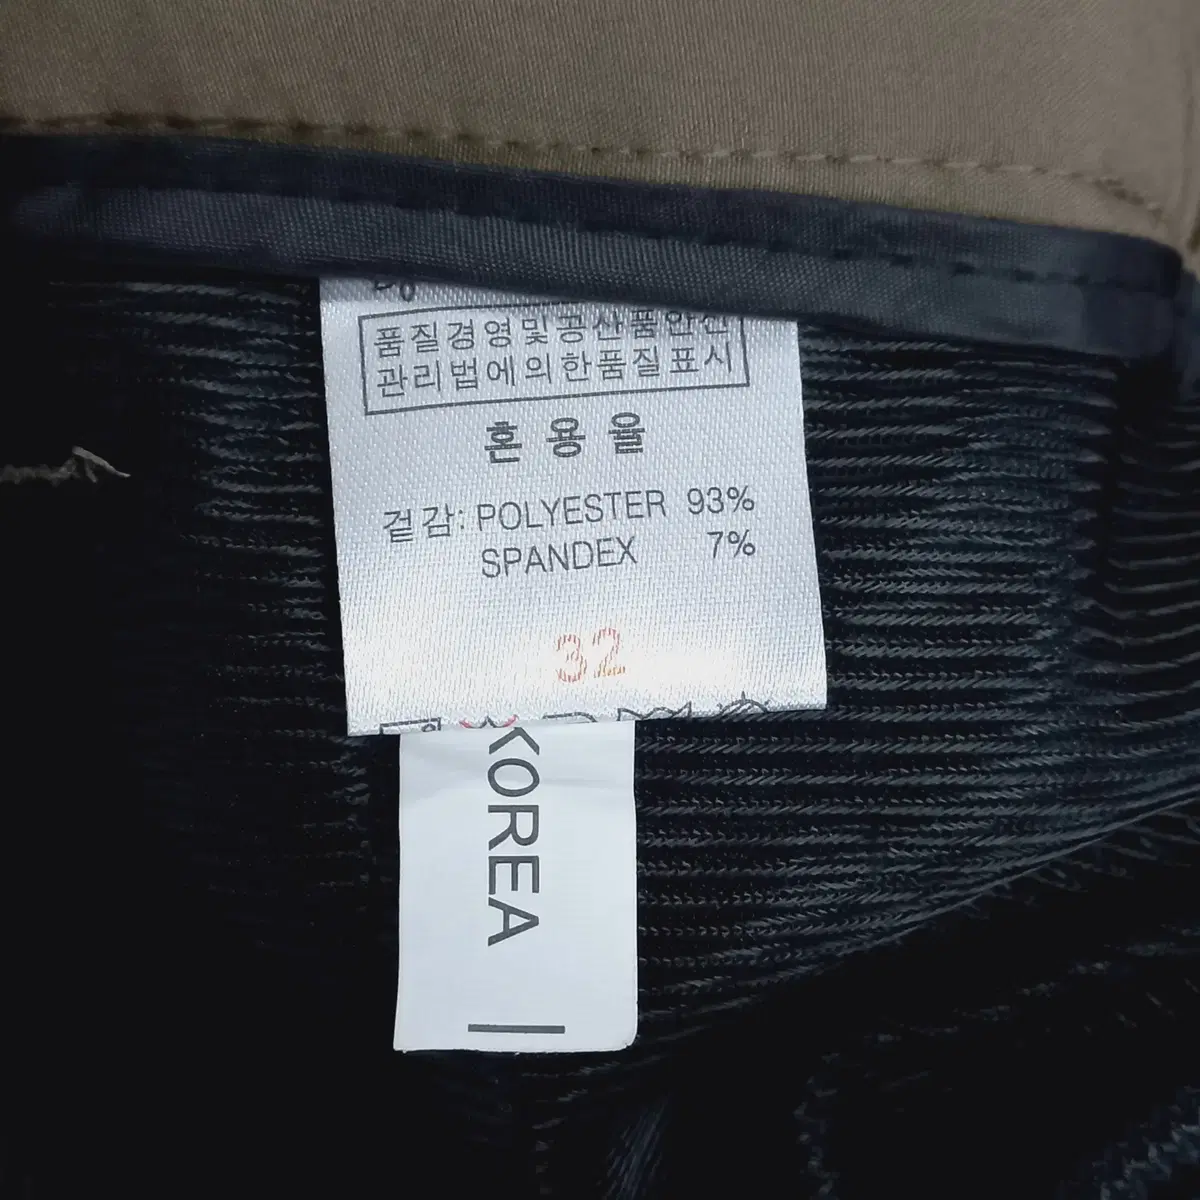 품질경영및공산품안전
관리법에의한품질표시
혼용율
겉감: POLYESTER 93%
SPANDEX 7%
32
KOREA